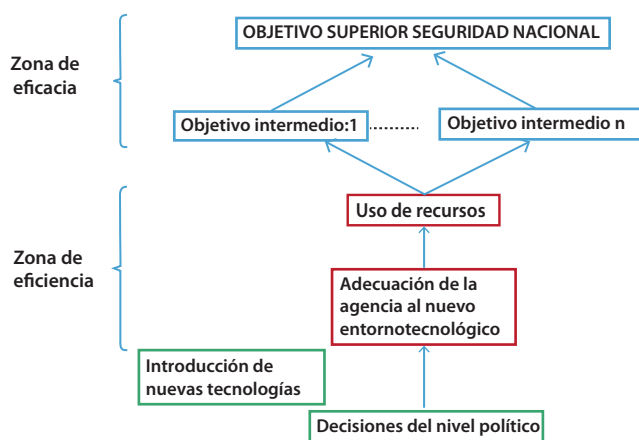 OBJETIVO SUPERIOR SEGURIDAD NACIONAL
Zona de
eficacia
Objetivo intermedio:1
Objetivo intermedio n
Uso de recursos
Zona de
eficiencia
Adecuación de la
agencia al nuevo
entornotecnológico
Introducción de
nuevas tecnologías
Decisiones del nivel político